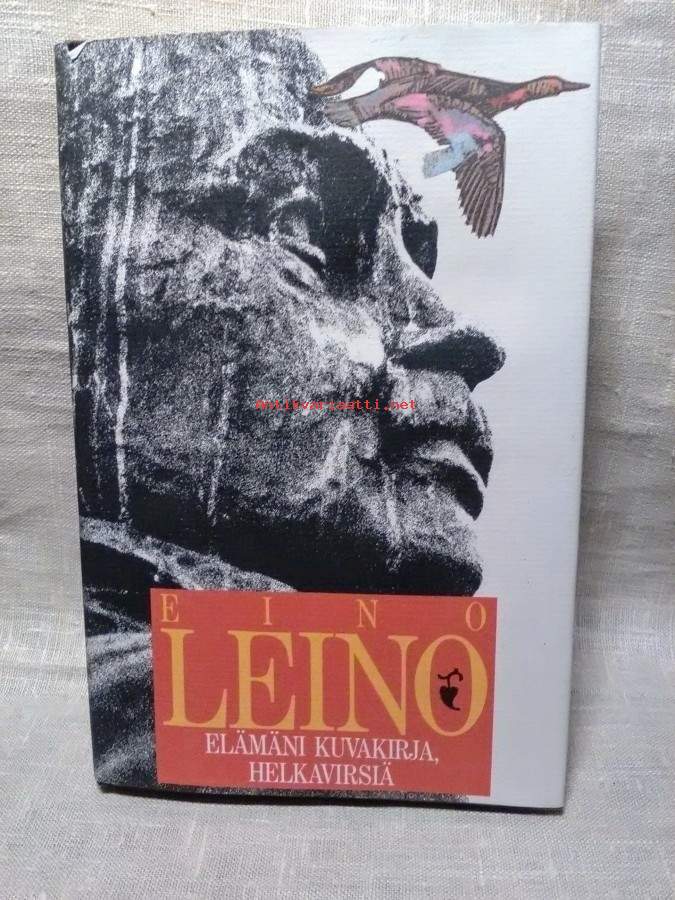 antikvariaatti.net
EINO
LEINO
ELÄMÄNI KUVAKIRJA,
HELKAVIRSIÄ